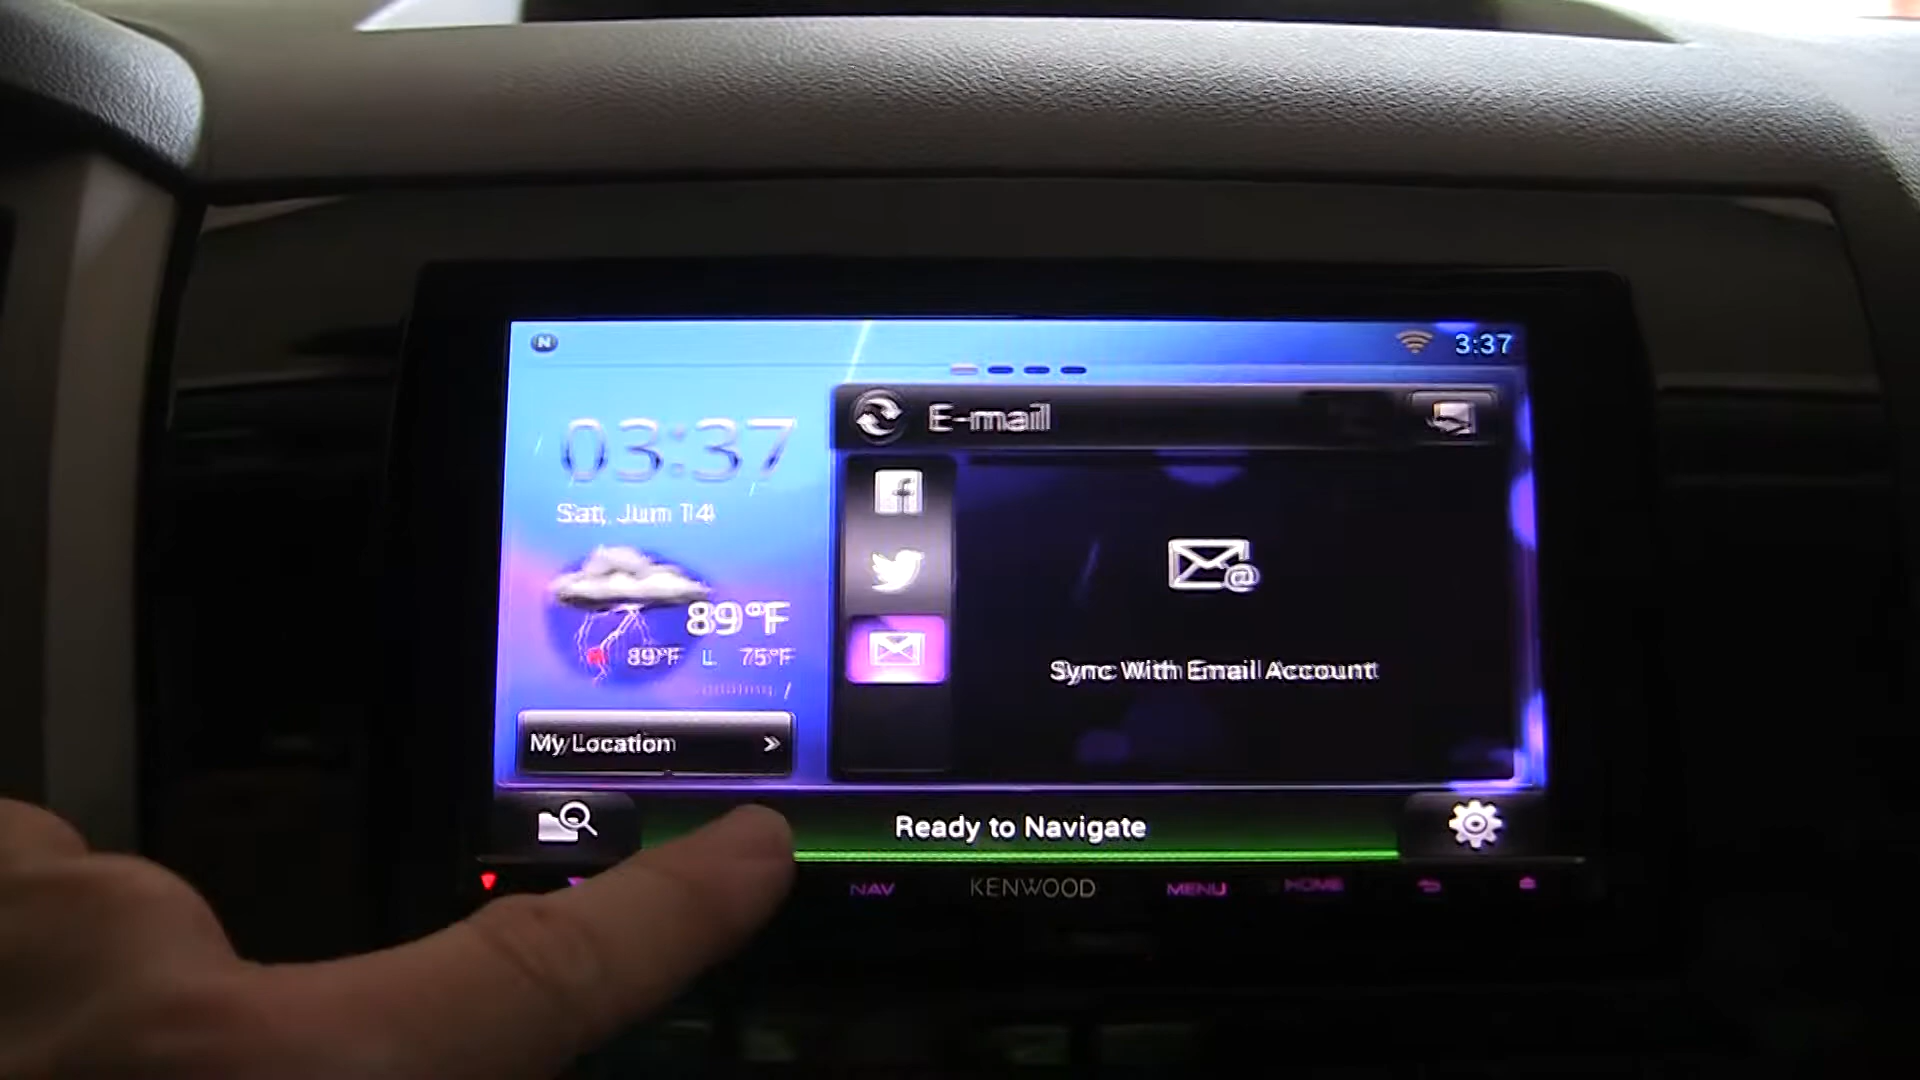 N
3:37
03:37
Sat, Jun 14
89°F
89°F L 75°F
My Location
E-mail
Sync With Email Account
Ready to Navigate
NAV
KENWOOD
MENU
HOME